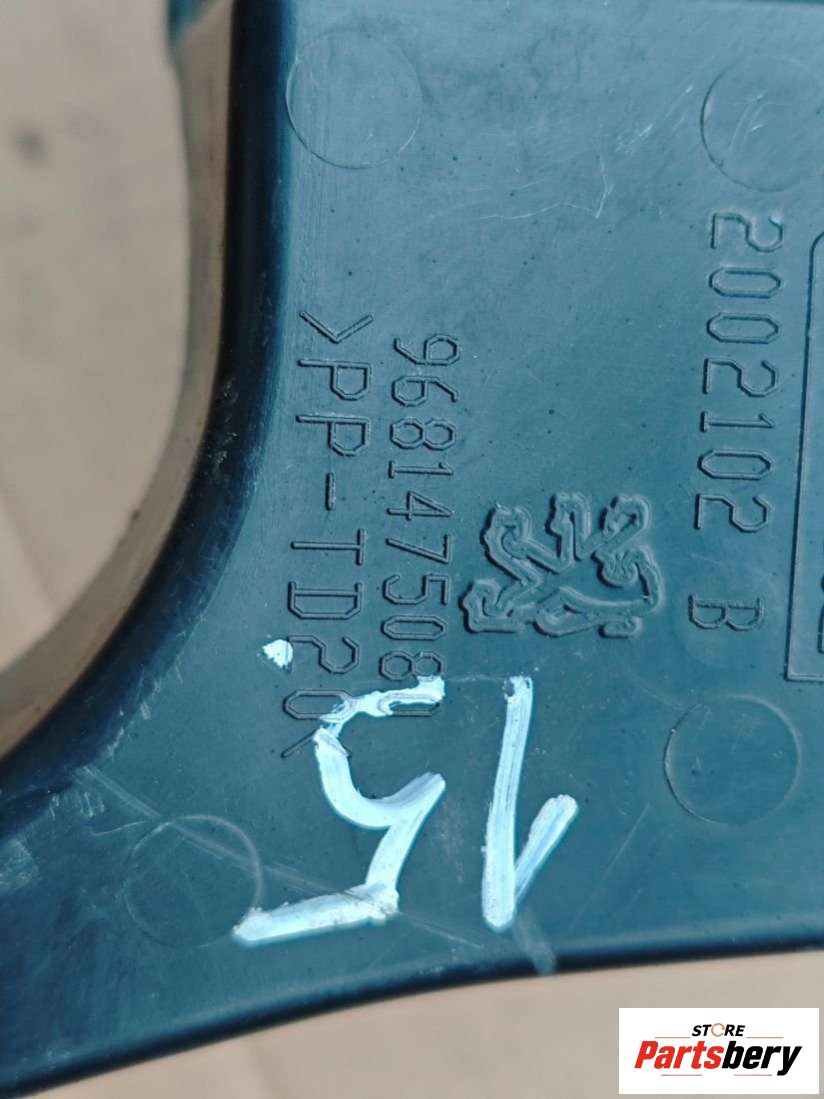 2002102 B
9681475080
>PP-TD20<
15
STORE
Partsbery